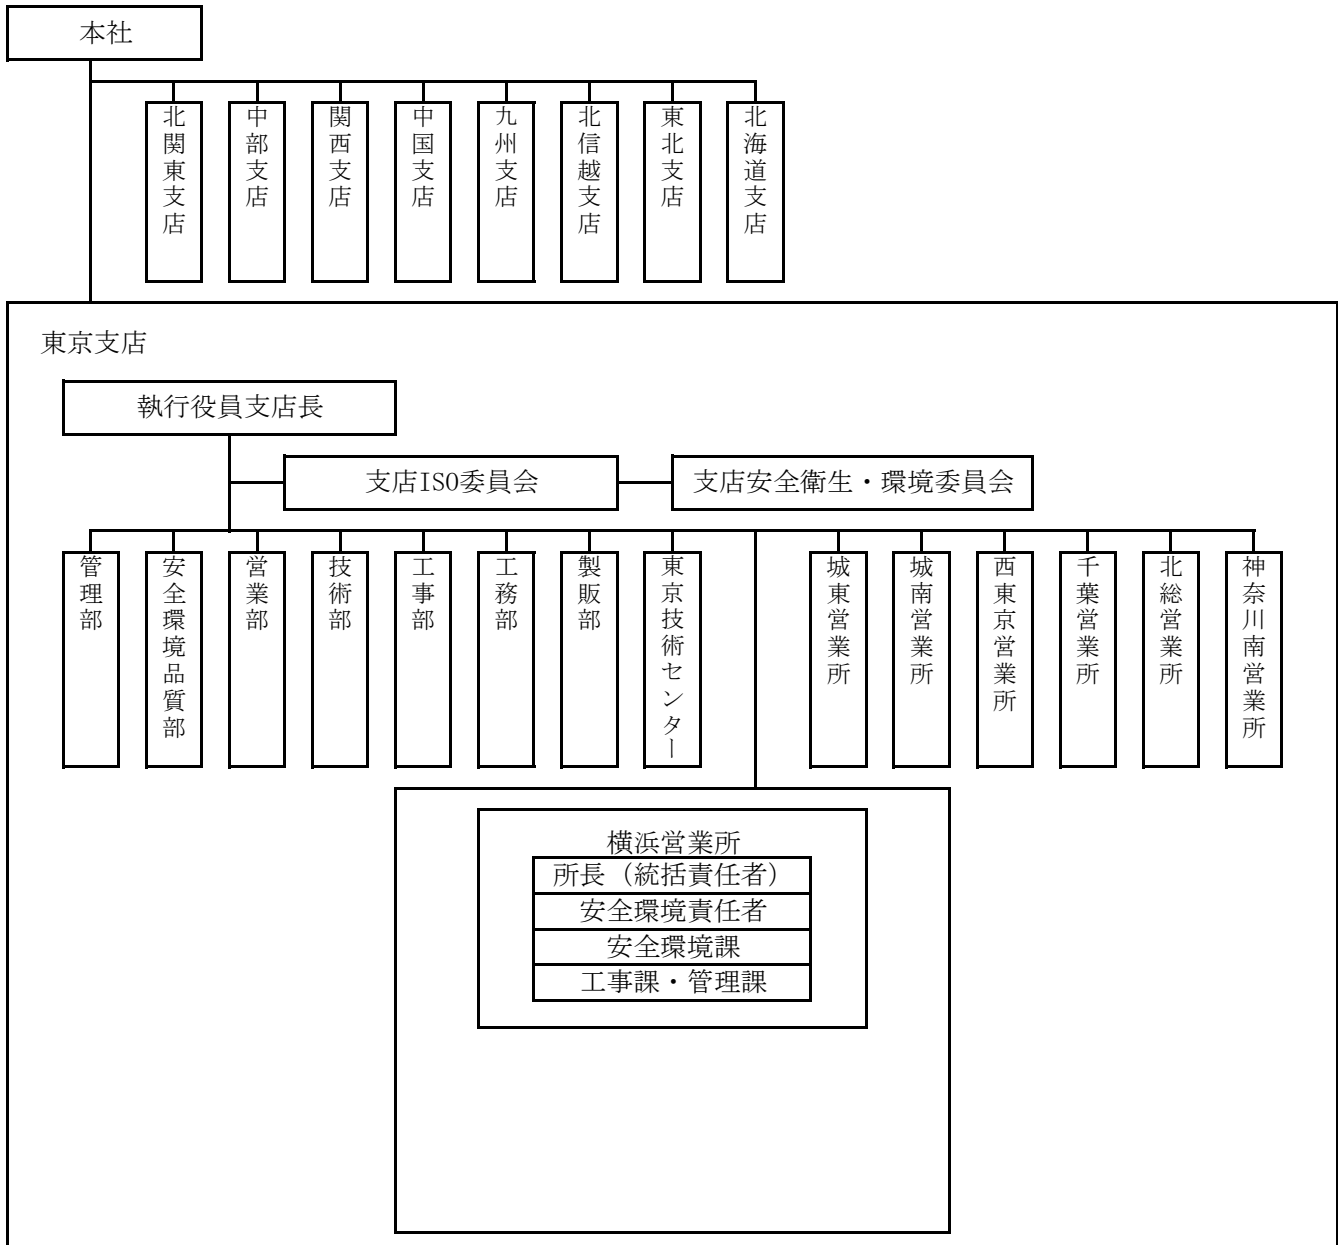 本社
北関東支店
中部支店
関西支店
中国支店
九州支店
北信越支店
東北支店
北海道支店
東京支店
執行役員支店長
支店ISO委員会
支店安全衛生・環境委員会
管理部
安全環境品質部
営業部
技術部
工事部
工務部
製販部
東京技術センター
城東営業所
城南営業所
西東京営業所
千葉営業所
北総営業所
神奈川南営業所
横浜営業所
所長（統括責任者）
安全環境責任者
安全環境課
工事課・管理課